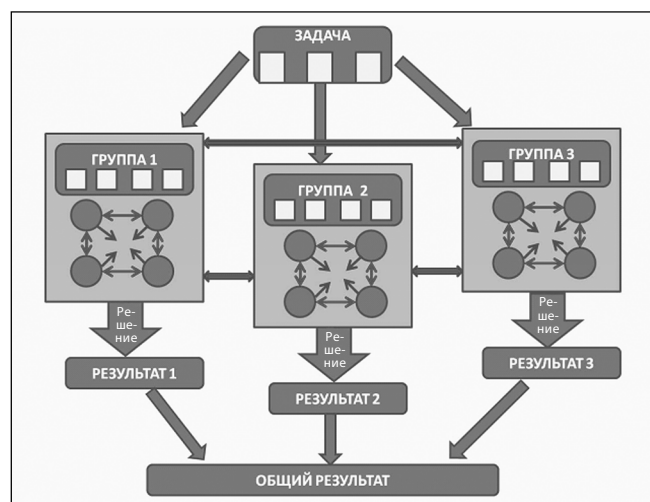 ЗАДАЧА
ГРУППА 1
ГРУППА 2
ГРУППА 3
Ре-
ше-
ние
Ре-
ше-
ние
Ре-
ше-
ние
РЕЗУЛЬТАТ 1
РЕЗУЛЬТАТ 2
РЕЗУЛЬТАТ 3
ОБЩИЙ РЕЗУЛЬТАТ